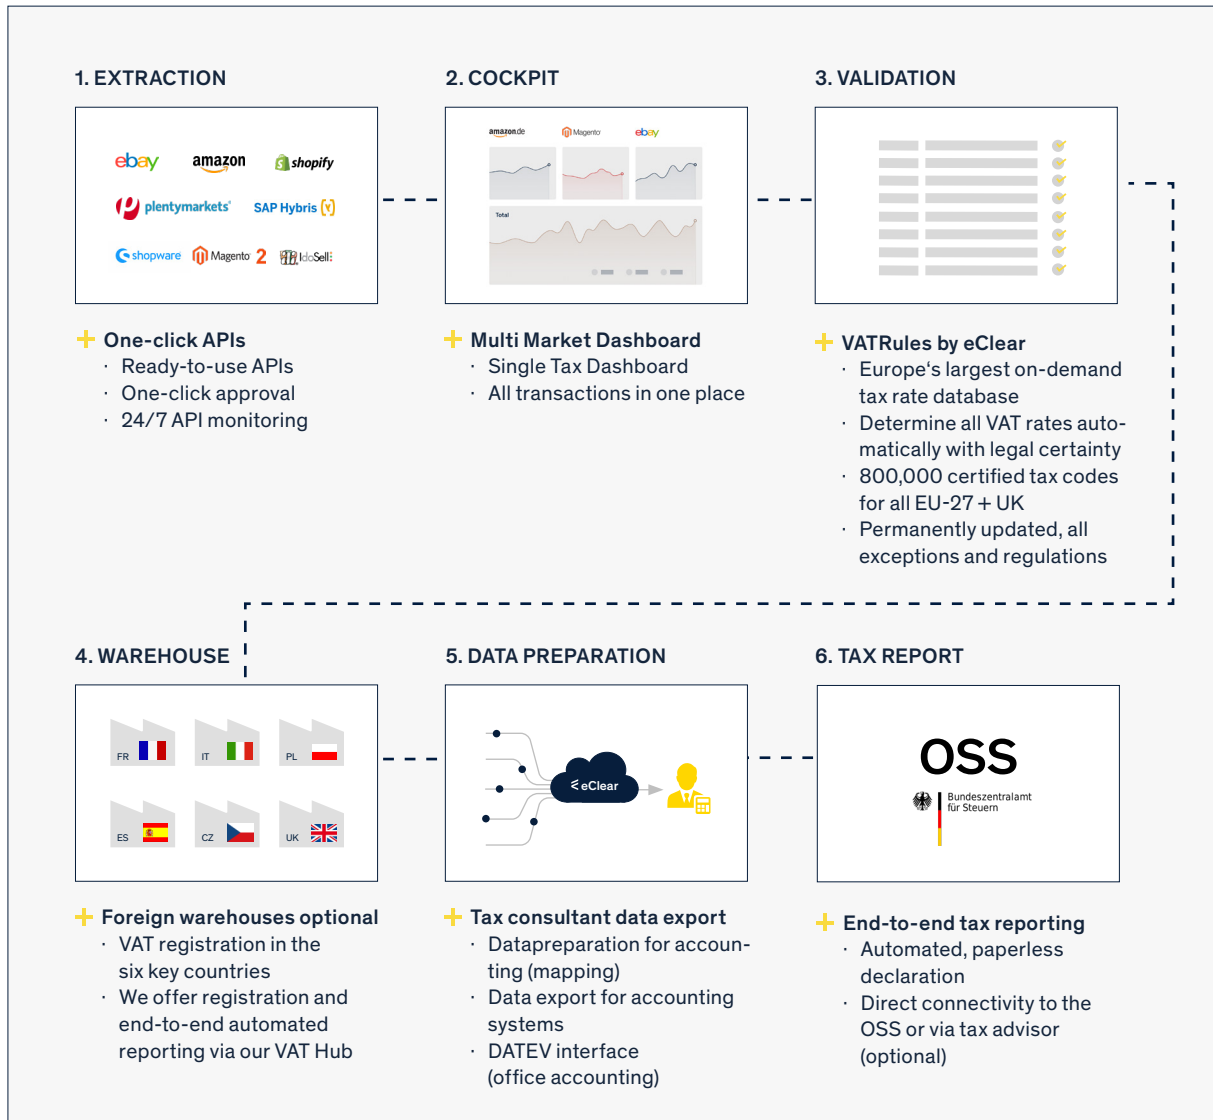 1. EXTRACTION
ebay
amazon
shopify
plentymarkets
SAP Hybris (Y)
shopware
Magento 2
IdoSell
One-click APIs
· Ready-to-use APIs
· One-click approval
· 24/7 API monitoring
2. COCKPIT
amazon.de
Magento
ebay
Total
Multi Market Dashboard
· Single Tax Dashboard
· All transactions in one place
3. VALIDATION
VATRules by eClear
· Europe‘s largest on-demand
tax rate database
· Determine all VAT rates auto-
matically with legal certainty
· 800,000 certified tax codes
for all EU-27 + UK
· Permanently updated, all
exceptions and regulations
4. WAREHOUSE
FR
IT
PL
ES
CZ
UK
Foreign warehouses optional
· VAT registration in the
six key countries
· We offer registration and
end-to-end automated
reporting via our VAT Hub
5. DATA PREPARATION
eClear
Tax consultant data export
· Datapreparation for accoun-
ting (mapping)
· Data export for accounting
systems
· DATEV interface
(office accounting)
6. TAX REPORT
OSS
Bundeszentralamt
für Steuern
End-to-end tax reporting
· Automated, paperless
declaration
· Direct connectivity to the
OSS or via tax advisor
(optional)